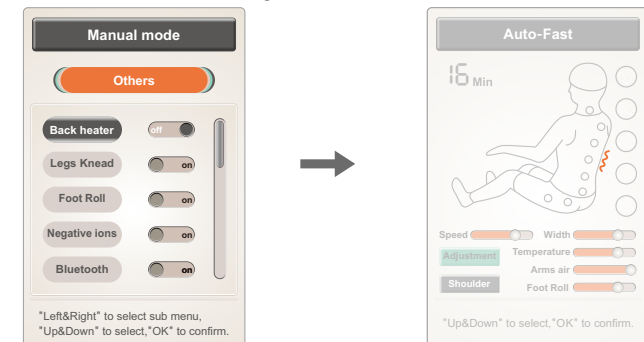 Manual mode
Others
Back heater off
Legs Knead on
Foot Roll on
Negative ions on
Bluetooth on
"Left&Right" to select sub menu,
"Up&Down" to select,"OK" to confirm.
Auto-Fast
16 Min
Speed Width
Adjustment Temperature
Arms air
Shoulder Foot Roll
"Up&Down" to select,"OK" to confirm.